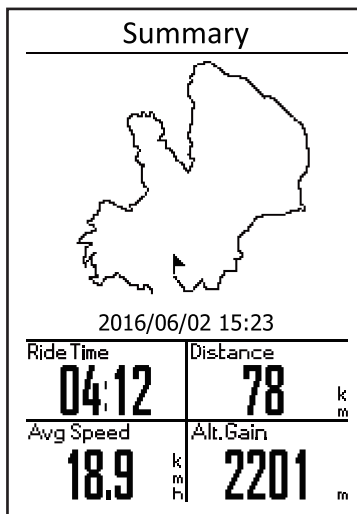 Summary
2016/06/02 15:23
Ride Time
04:12
Distance
78 km
Avg Speed
18.9 kmh
Alt.Gain
2201 m